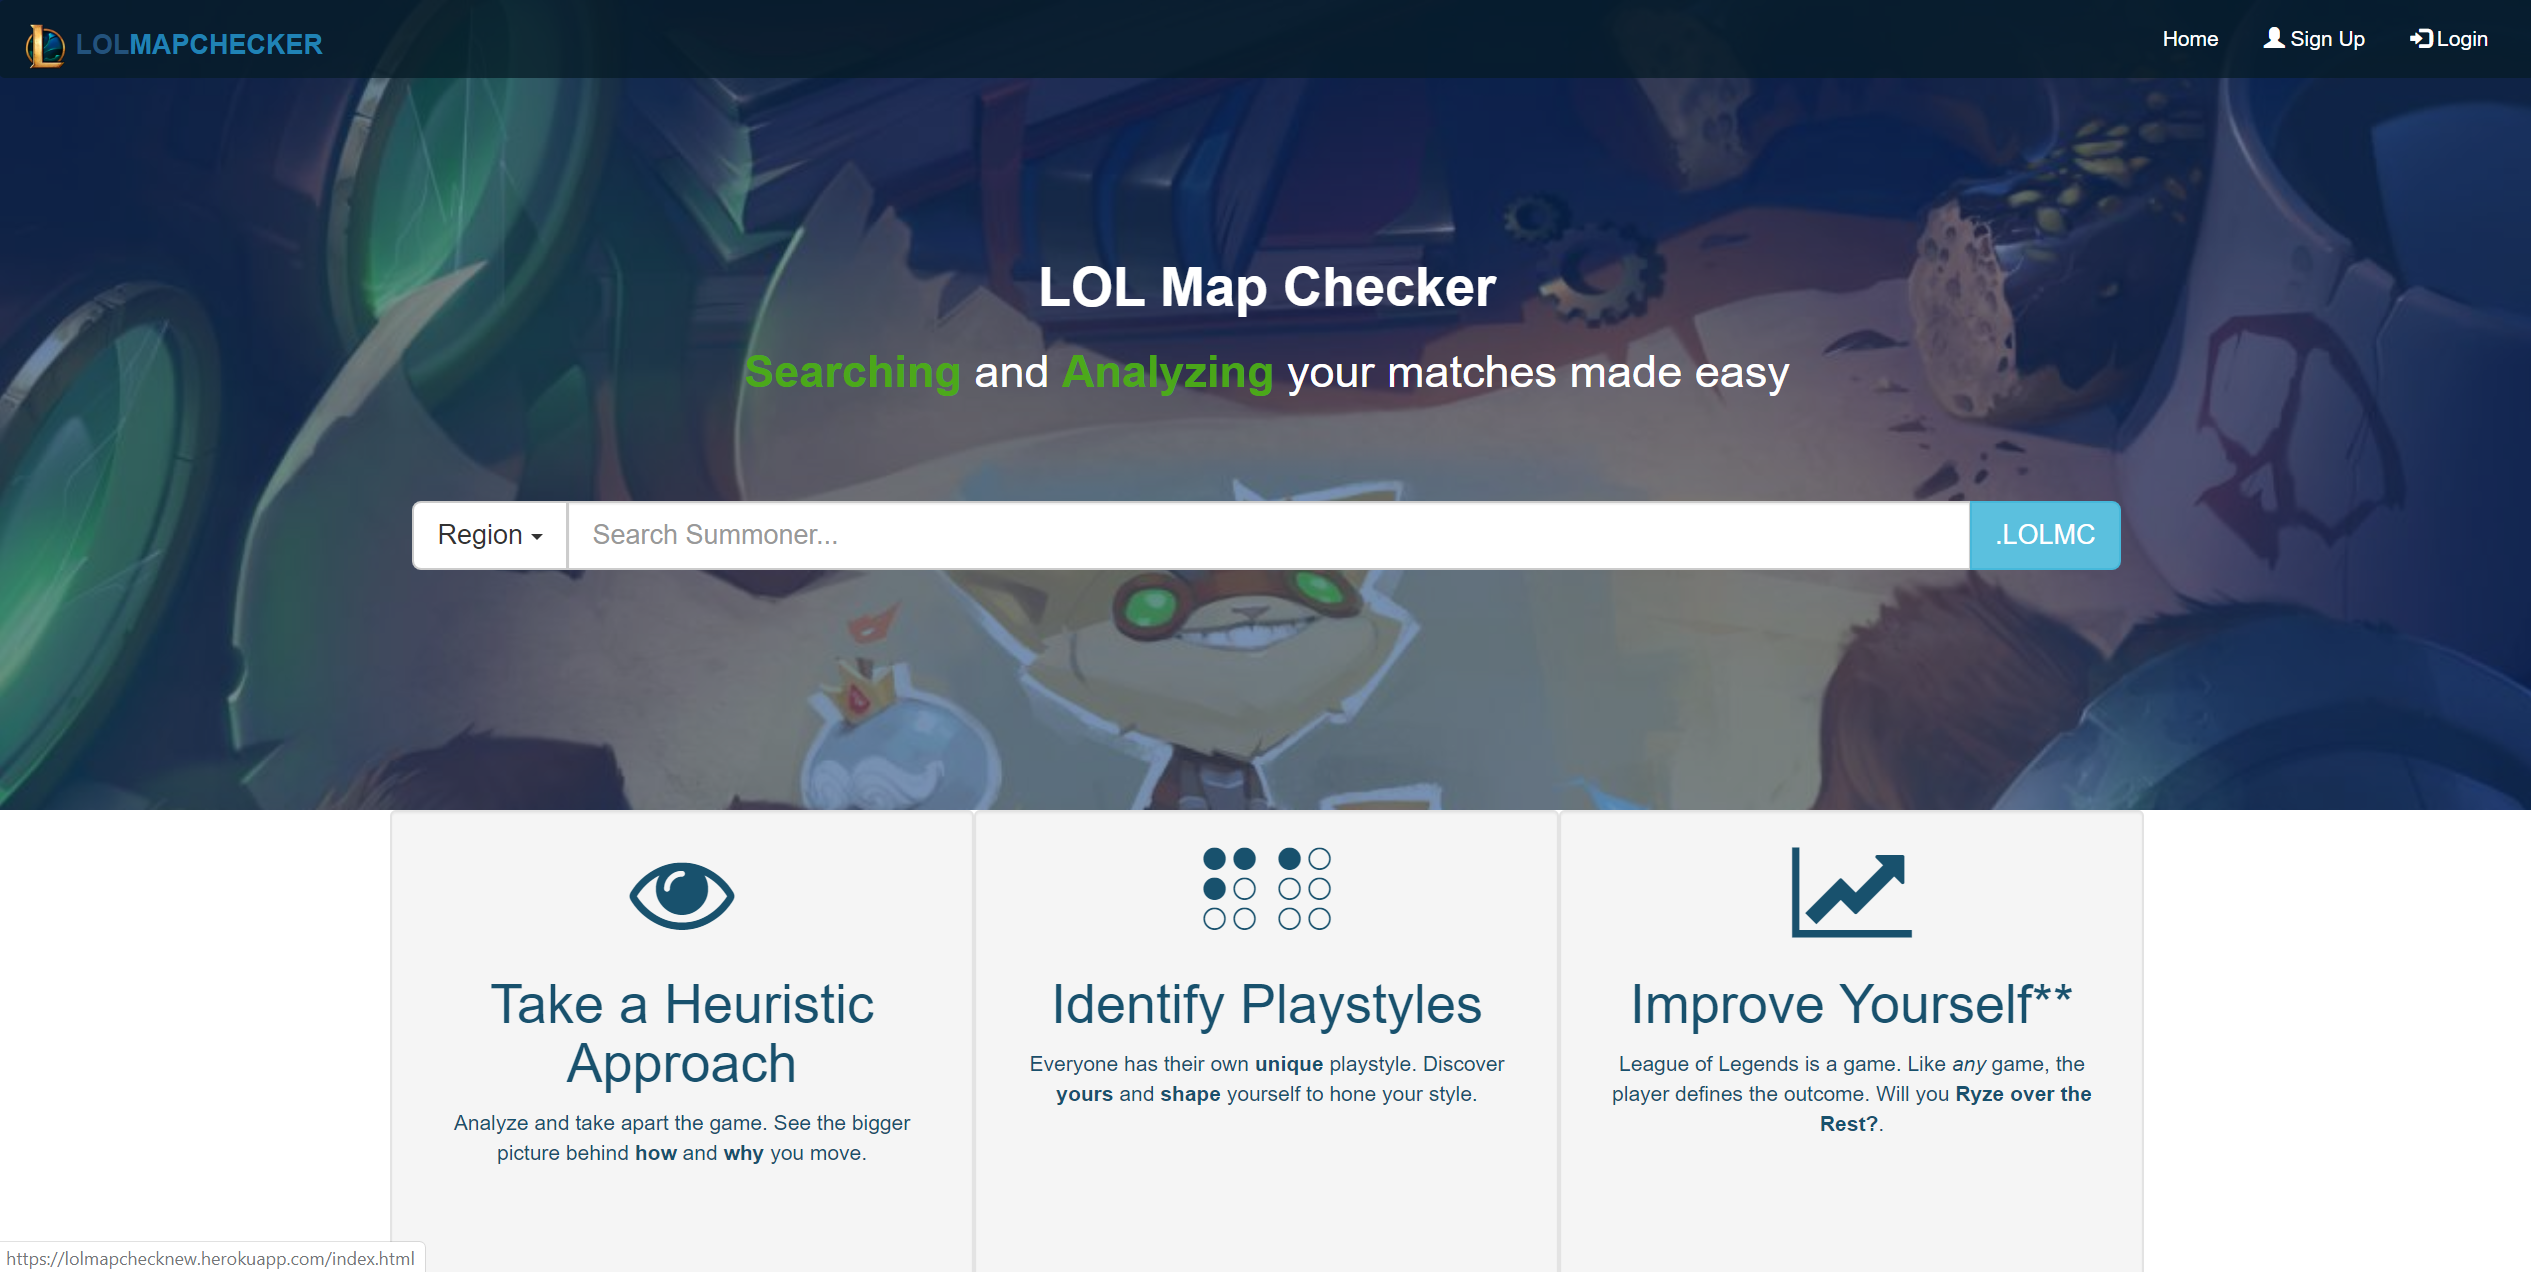 LOLMAPCHECKER
Home Sign Up Login
LOL Map Checker
Searching and Analyzing your matches made easy
Region Search Summoner... .LOLMC
Take a Heuristic
Approach
Analyze and take apart the game. See the bigger
picture behind how and why you move.
Identify Playstyles
Everyone has their own unique playstyle. Discover
yours and shape yourself to hone your style.
Improve Yourself**
League of Legends is a game. Like any game, the
player defines the outcome. Will you Ryze over the
Rest?.
https://lolmapchecknew.herokuapp.com/index.html